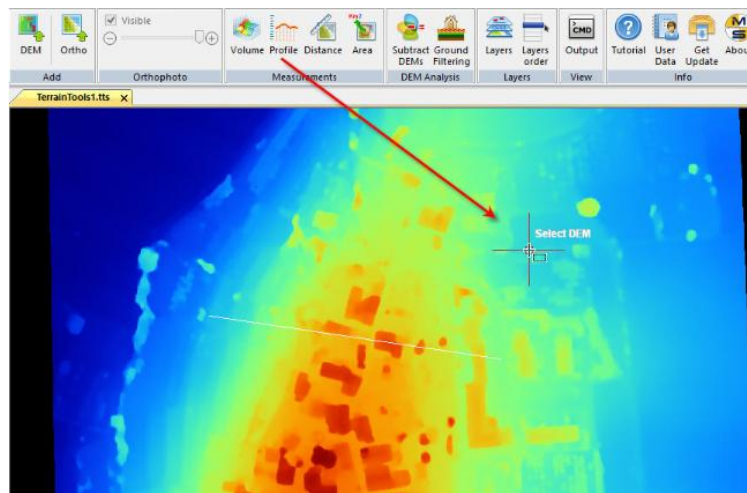 Visible
DEM Ortho Volume Profile Distance Area Subtract DEMs Ground Filtering Layers Layers order CMD Output Tutorial User Data Get Update
Add Orthophoto Measurements DEM Analysis Layers View Info
TerrainTools1.tts x
Select DEM